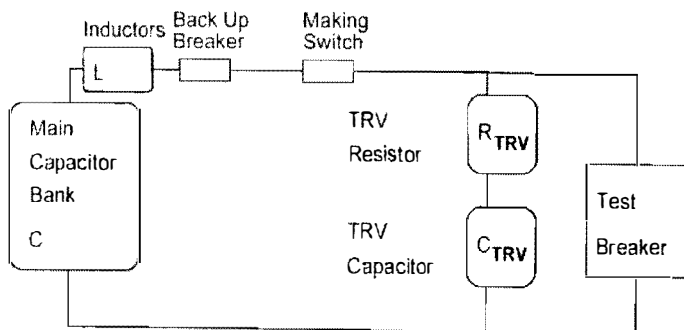 Inductors
L
Back Up
Breaker
Making
Switch
Main
Capacitor
Bank
C
TRV
Resistor
R_TRV
TRV
Capacitor
C_TRV
Test
Breaker